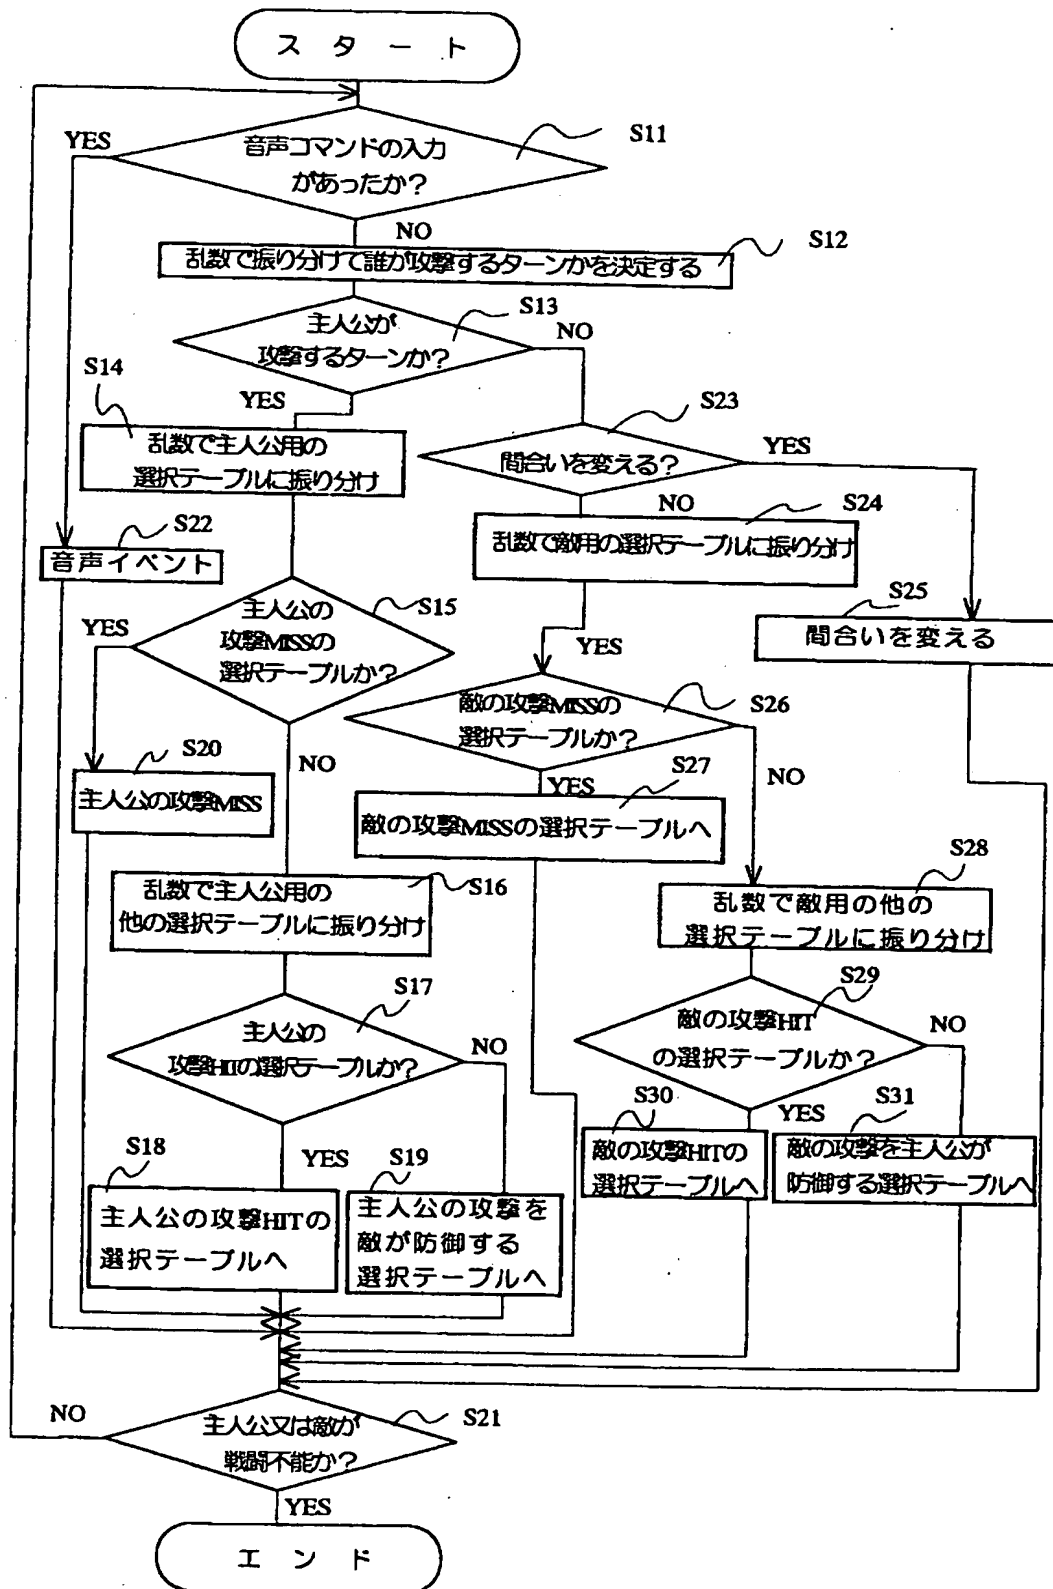 スタート
S11
YES
音声コマンドの入力
があったか?
NO
S12
乱数で振り分けて誰が攻撃するターンかを決定する
S13
主人公が
攻撃するターンか?
NO
S14
YES
乱数で主人公用の
選択テーブルに振り分け
S23
間合いを変える?
YES
NO
S24
乱数で敵用の選択テーブルに振り分け
S22
音声イベント
S25
間合いを変える
S15
YES
主人公の
攻撃MISSの
選択テーブルか?
YES
敵の攻撃MISSの
選択テーブルか?
S26
S20
主人公の攻撃MISS
NO
S27
YES
NO
敵の攻撃MISSの選択テーブルへ
S16
乱数で主人公用の
他の選択テーブルに振り分け
S28
乱数で敵用の他の
選択テーブルに振り分け
S17
主人公の
攻撃HITの選択テーブルか?
NO
S29
敵の攻撃HIT
の選択テーブルか?
NO
S30
YES
S31
敵の攻撃HITの
選択テーブルへ
敵の攻撃を主人公が
防御する選択テーブルへ
S18
YES
S19
主人公の攻撃HITの
選択テーブルへ
主人公の攻撃を
敵が防御する
選択テーブルへ
NO
主人公又は敵が
戦闘不能か?
S21
YES
エンド